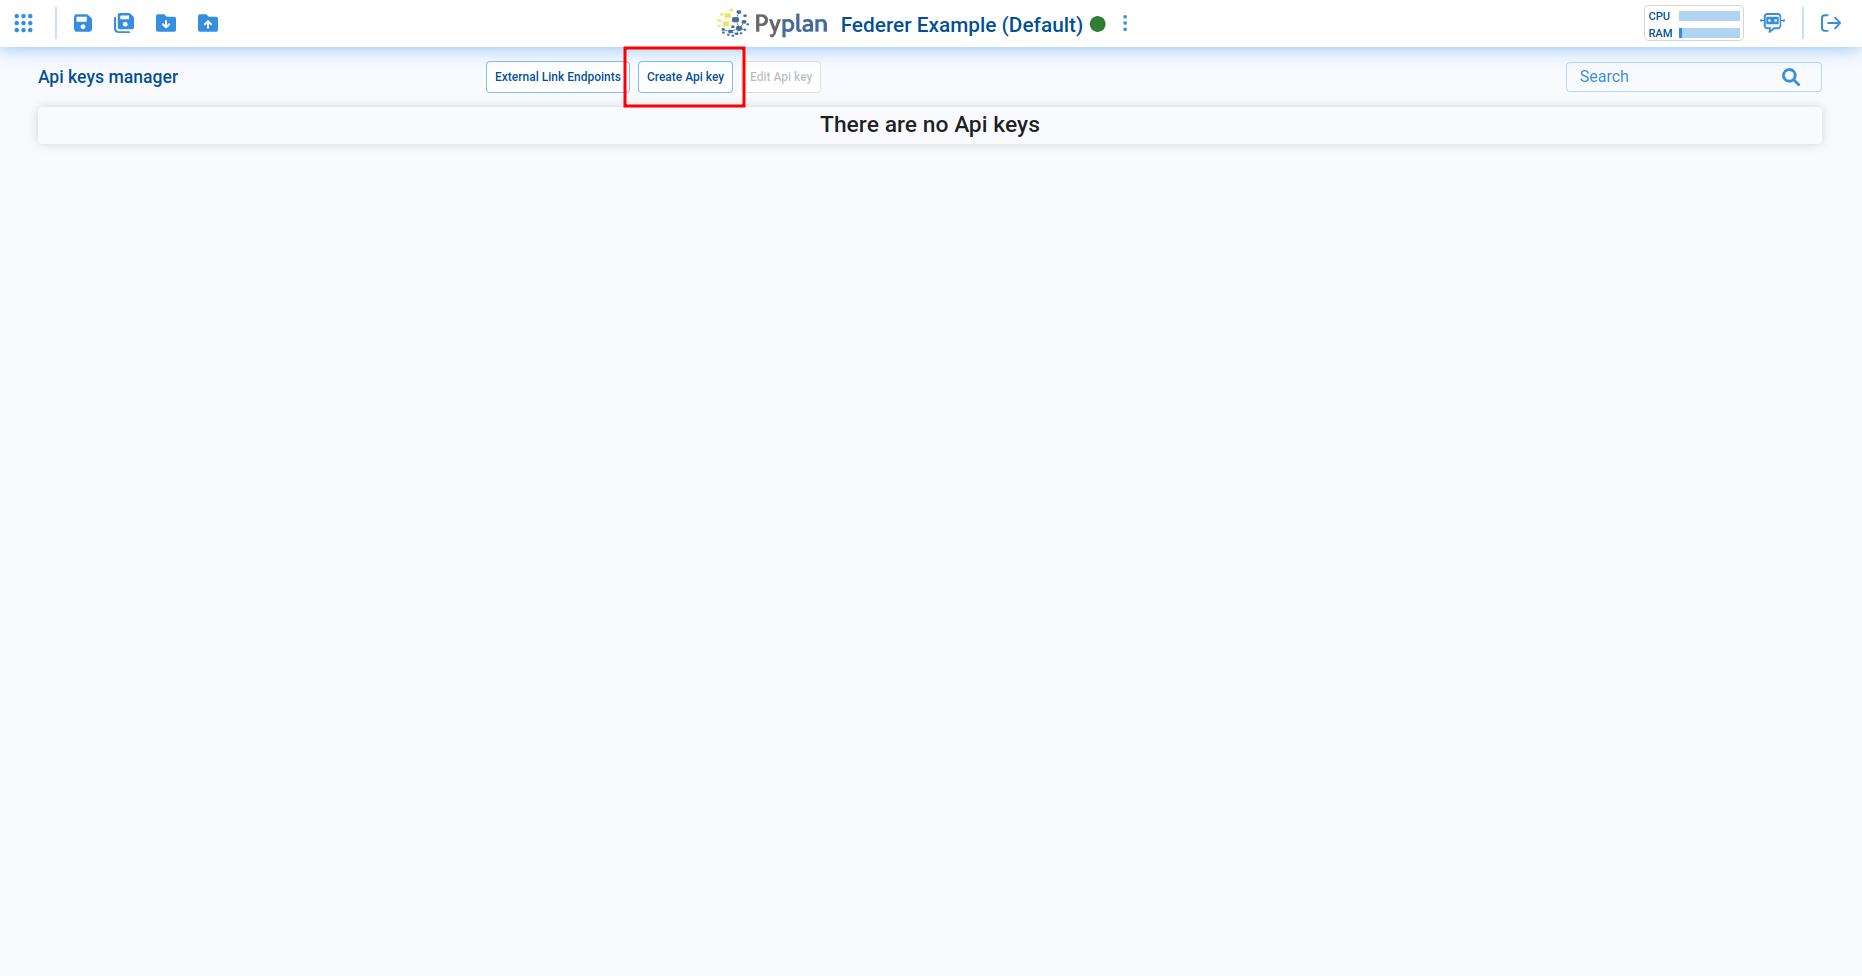 Pyplan Federer Example (Default)
CPU
RAM
Api keys manager
External Link Endpoints
Create Api key
Edit Api key
Search
There are no Api keys